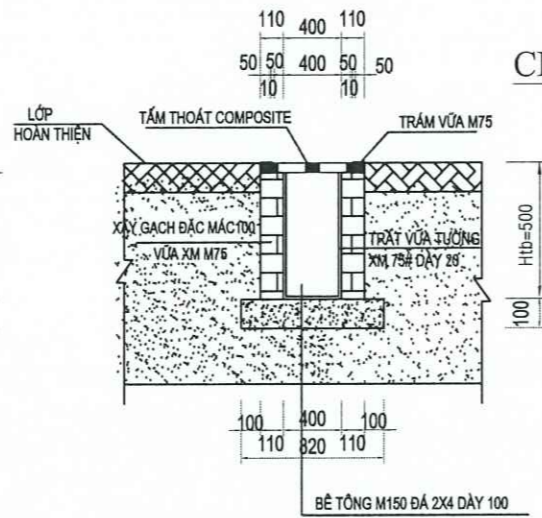 110 110
400
50 50 400 50 50
10 10
CI
LỚP
HOÀN THIỆN
TẤM THOÁT COMPOSITE
TRÁM VỮA M75
XÂY GẠCH ĐẶC MÁC100
VỮA XM M75
TRÁT VỮA TƯỜNG
XM 75# DÀY 20
Htb=500
100
100 400 100
110 820 110
BÊ TÔNG M150 ĐÁ 2X4 DÀY 100